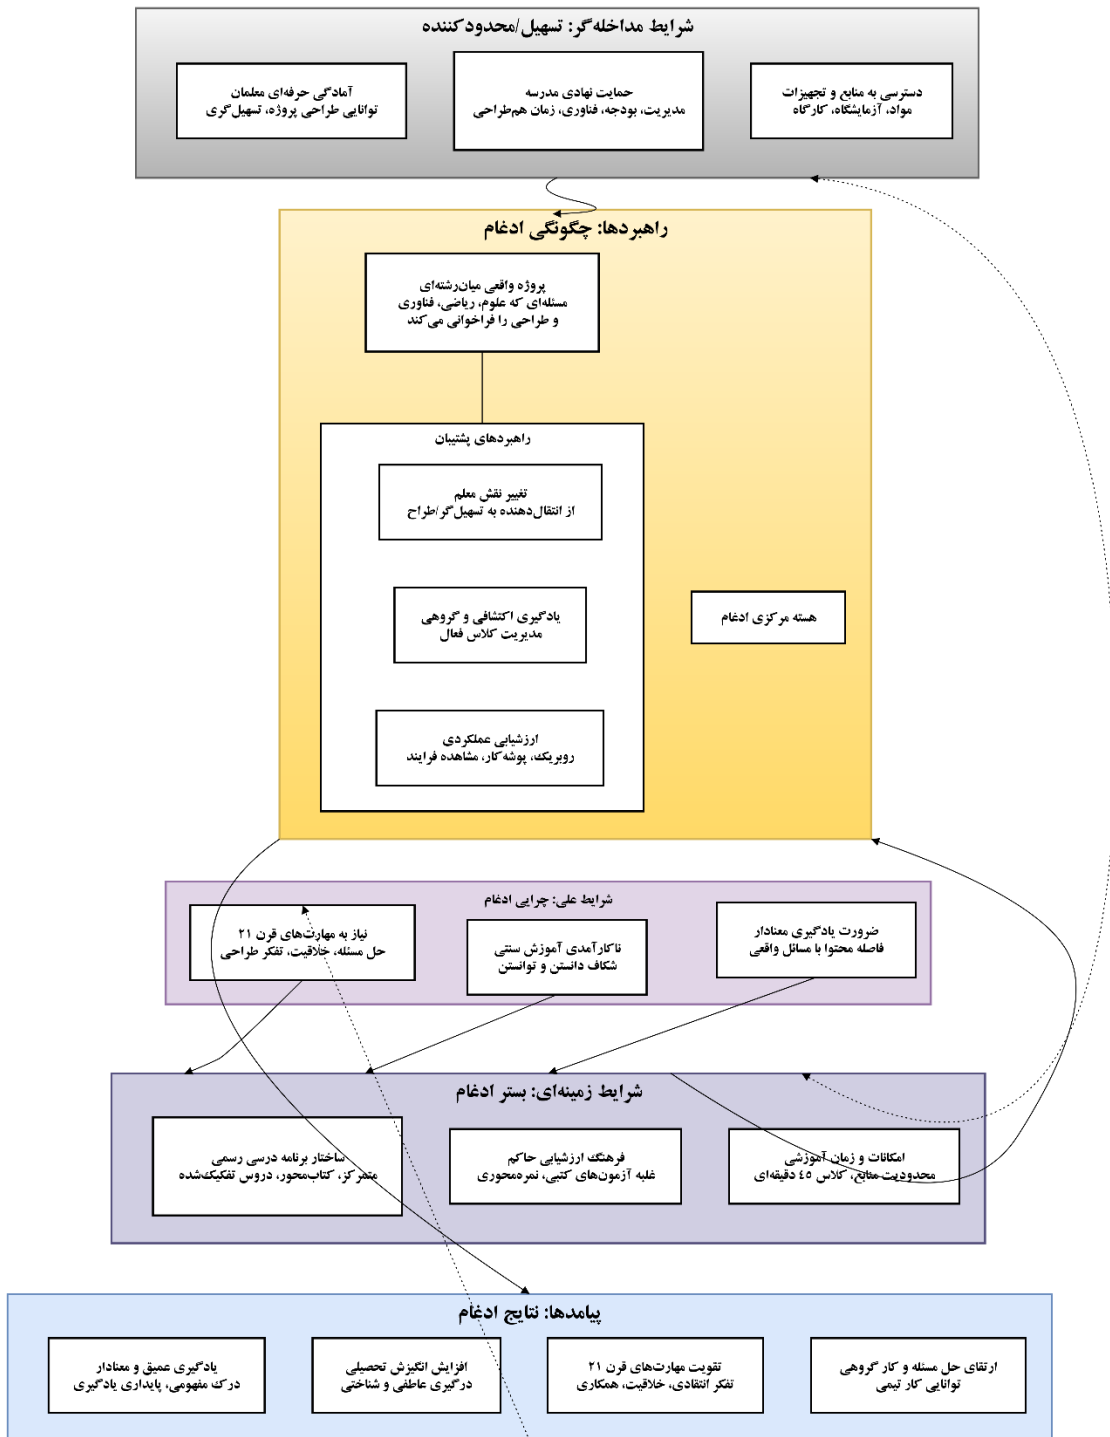 شرایط مداخله‌گر: تسهیل/محدودکننده
دسترسی به منابع و تجهیزات
مواد، آزمایشگاه، کارگاه
حمایت نهادی مدرسه
مدیریت، بودجه، فناوری، زمان هم‌طراحی
آمادگی حرفه‌ای معلمان
توانایی طراحی پروژه، تسهیل‌گری
راهبردها: چگونگی ادغام
پروژه واقعی میان‌رشته‌ای
مسئله‌ای که علوم، ریاضی، فناوری
و طراحی را فراخوانی می‌کند
راهبردهای پشتیبان
تغییر نقش معلم
از انتقال‌دهنده به تسهیل‌گر/طراح
هسته مرکزی ادغام
یادگیری اکتشافی و گروهی
مدیریت کلاس فعال
ارزشیابی عملکردی
روبریک، پوشه‌کار، مشاهده فرایند
شرایط علی: چرایی ادغام
ضرورت یادگیری معنادار
فاصله محتوا با مسائل واقعی
ناکارآمدی آموزش سنتی
شکاف دانستن و توانستن
نیاز به مهارت‌های قرن ۲۱
حل مسئله، خلاقیت، تفکر طراحی
شرایط زمینه‌ای: بستر ادغام
امکانات و زمان آموزشی
محدودیت منابع، کلاس ٤٥ دقیقه‌ای
فرهنگ ارزشیابی حاکم
غلبه آزمون‌های کتبی، نمره‌محوری
ساختار برنامه درسی رسمی
متمرکز، کتاب‌محور، دروس تفکیک‌شده
پیامدها: نتایج ادغام
ارتقای حل مسئله و کار گروهی
توانایی کار تیمی
تقویت مهارت‌های قرن ۲۱
تفکر انتقادی، خلاقیت، همکاری
افزایش انگیزش تحصیلی
درگیری عاطفی و شناختی
یادگیری عمیق و معنادار
درک مفهومی، پایداری یادگیری